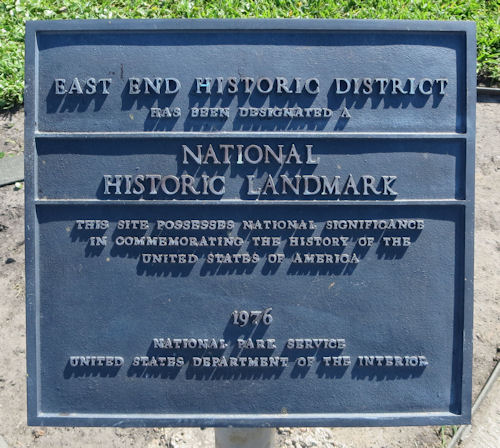 EAST END HISTORIC DISTRICT
HAS BEEN DESIGNATED A
NATIONAL
HISTORIC LANDMARK
THIS SITE POSSESSES NATIONAL SIGNIFICANCE
IN COMMEMORATING THE HISTORY OF THE
UNITED STATES OF AMERICA
1976
NATIONAL PARK SERVICE
UNITED STATES DEPARTMENT OF THE INTERIOR